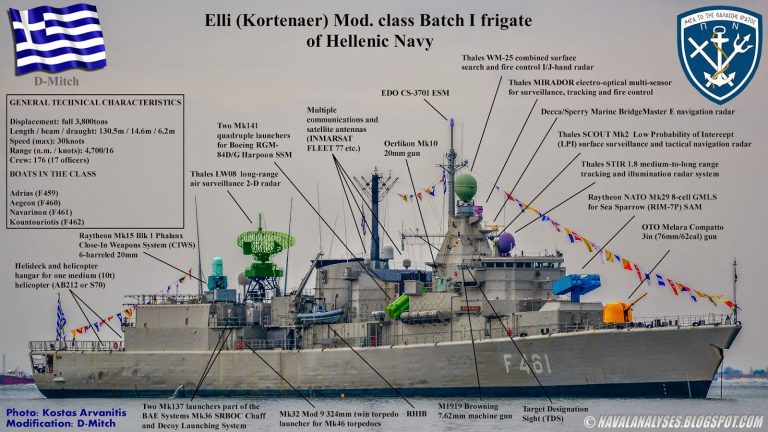 Elli (Kortenaer) Mod. class Batch I frigate
of Hellenic Navy
D-Mitch
ΜΕΓΑ ΤΟ ΤΗΣ ΘΑΛΑΣΣΗΣ ΚΡΑΤΟΣ
Π Ν
GENERAL TECHNICAL CHARACTERISTICS
Displacement: full 3,800tons
Length / beam / draught: 130.5m / 14.6m / 6.2m
Speed (max): 30knots
Range (n.m. / knots): 4,700/16
Crew: 176 (17 officers)
BOATS IN THE CLASS
Adrias (F459)
Aegeon (F460)
Navarinon (F461)
Kountouriotis (F462)
Thales WM-25 combined surface
search and fire control I/J-band radar
Thales MIRADOR electro-optical multi-sensor
for surveillance, tracking and fire control
EDO CS-3701 ESM
Decca/Sperry Marine BridgeMaster E navigation radar
Multiple
communications and
satellite antennas
(INMARSAT
FLEET 77 etc.)
Two Mk141
quadruple launchers
for Boeing RGM-
84D/G Harpoon SSM
Oerlikon Mk10
20mm gun
Thales SCOUT Mk2 Low Probability of Intercept
(LPI) surface surveillance and tactical navigation radar
Thales STIR 1.8 medium-to-long range
tracking and illumination radar system
Thales LW08 long-range
air surveillance 2-D radar
Raytheon NATO Mk29 8-cell GMLS
for Sea Sparrow (RIM-7P) SAM
OTO Melara Compatto
3in (76mm/62cal) gun
Raytheon Mk15 Blk 1 Phalanx
Close-In Weapons System (CIWS)
6-barreled 20mm
Helideck and helicopter
hangar for one medium (10t)
helicopter (AB212 or S70)
F461
Photo: Kostas Arvanitis
Modification: D-Mitch
Two Mk137 launchers part of the
BAE Systems Mk36 SRBOC Chaff
and Decoy Launching System
Mk32 Mod 9 324mm twin torpedo
launcher for Mk46 torpedoes
RHIB
M1919 Browning
7.62mm machine gun
Target Designation
Sight (TDS)
© NAVALANALYSES.BLOGSPOT.COM